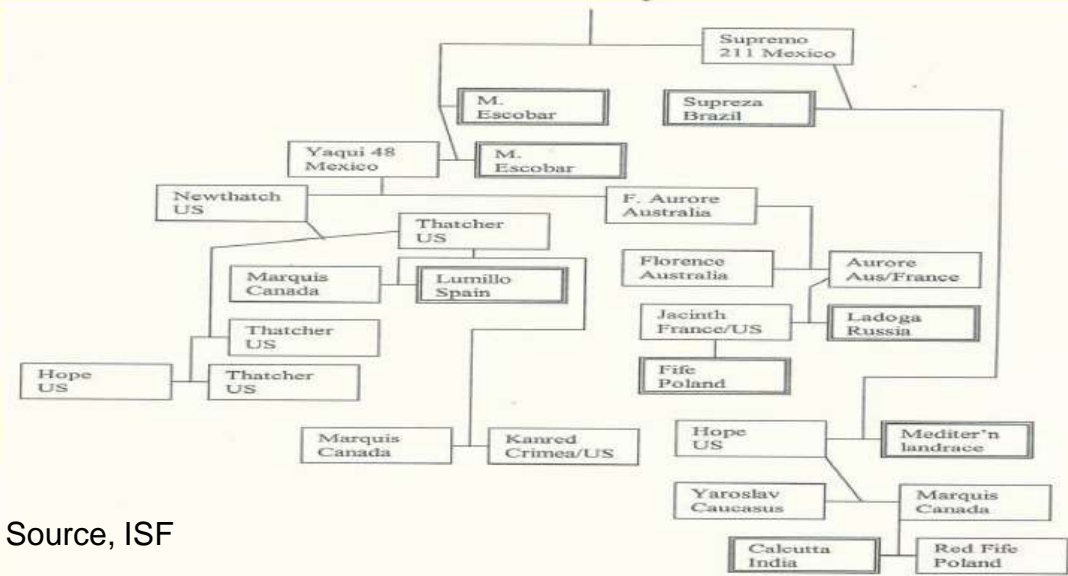 Supremo
211 Mexico
M.
Escobar
Supreza
Brazil
Yaqui 48
Mexico
M.
Escobar
Newthatch
US
F. Aurore
Australia
Thatcher
US
Florence
Australia
Aurore
Aus/France
Marquis
Canada
Lumillo
Spain
Jacinth
France/US
Ladoga
Russia
Thatcher
US
Hope
US
Thatcher
US
Fife
Poland
Marquis
Canada
Kanred
Crimea/US
Hope
US
Mediter'n
landrace
Yaroslav
Caucasus
Marquis
Canada
Calcutta
India
Red Fife
Poland
Source, ISF